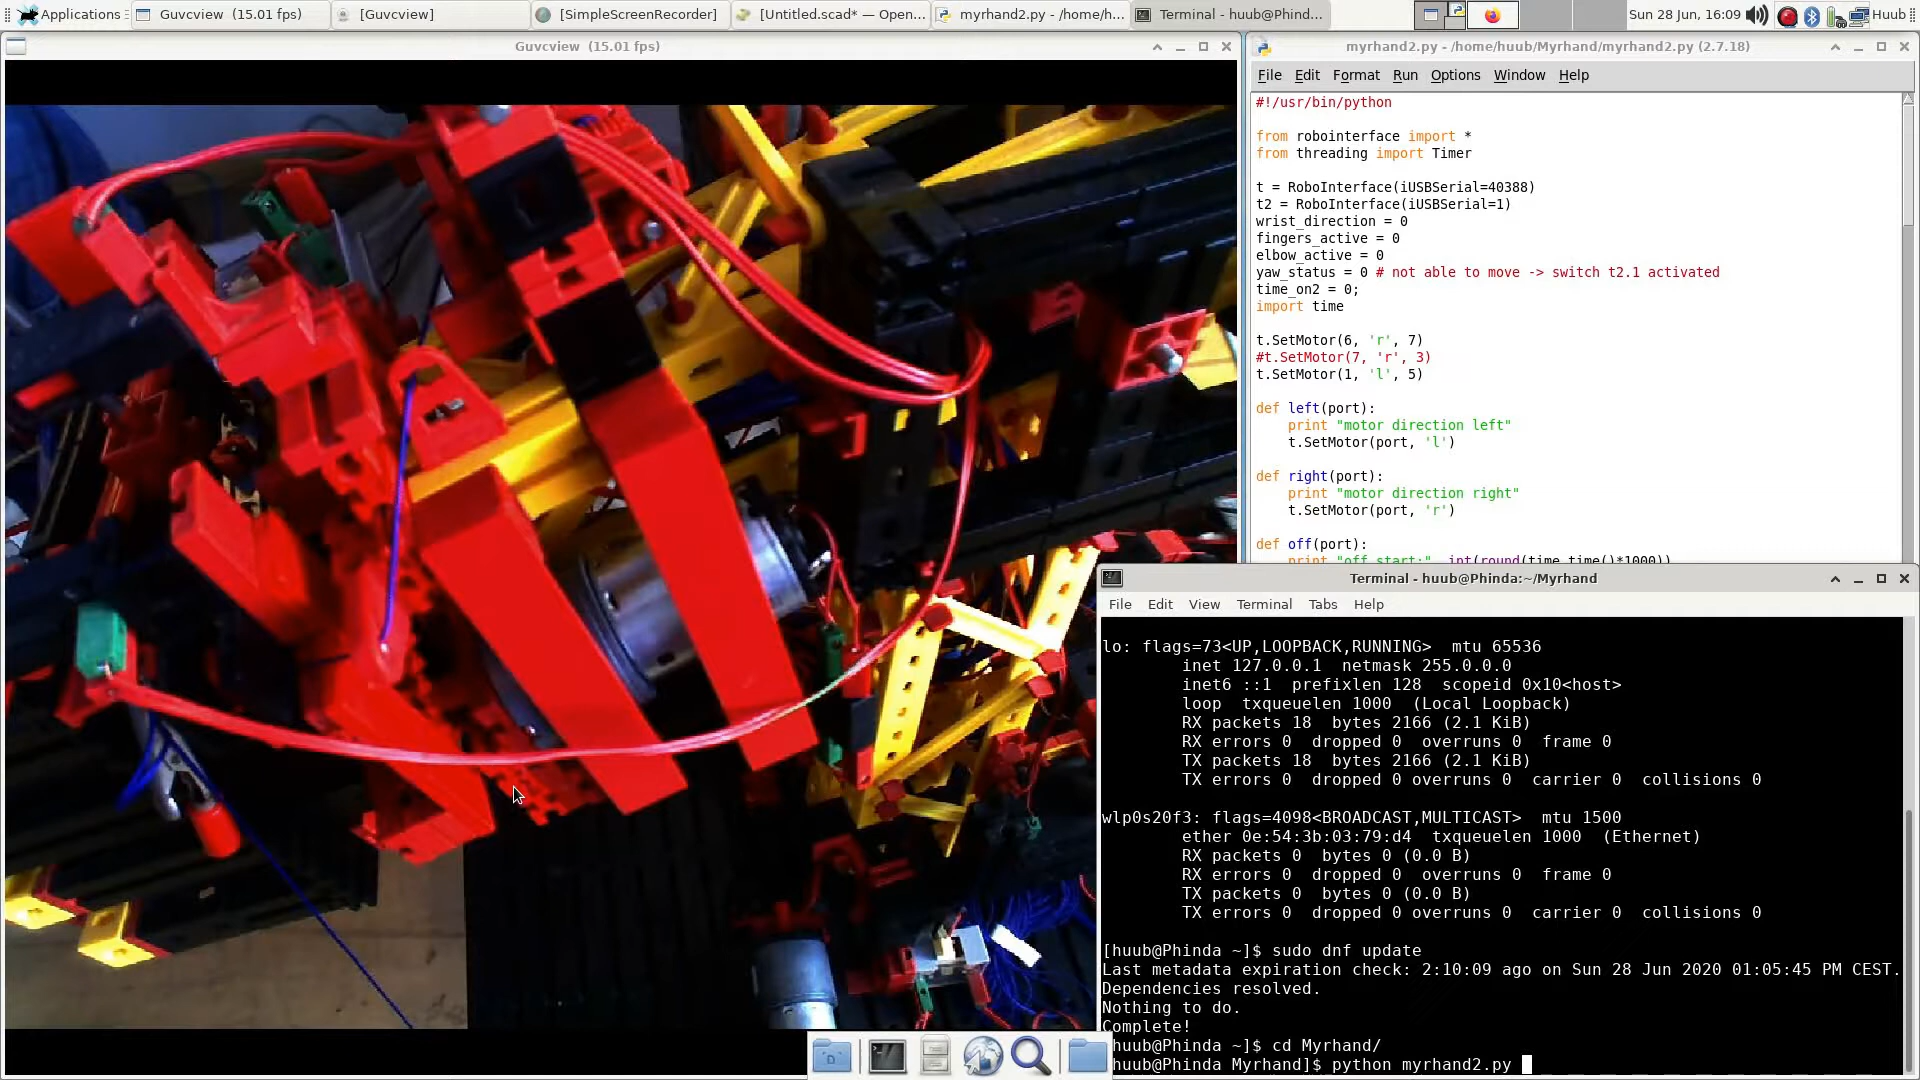 Applications
Guvcview (15.01 fps)
[Guvcview]
[SimpleScreenRecorder]
[Untitled.scad* — Open...
myrhand2.py - /home/h...
Terminal - huub@Phind...
Sun 28 Jun, 16:09
Huub
Guvcview (15.01 fps)
myrhand2.py - /home/huub/Myrhand/myrhand2.py (2.7.18)
File Edit Format Run Options Window Help
#!/usr/bin/python
from robointerface import *
from threading import Timer
t = RoboInterface(iUSBSerial=40388)
t2 = RoboInterface(iUSBSerial=1)
wrist_direction = 0
fingers_active = 0
elbow_active = 0
yaw_status = 0 # not able to move -> switch t2.1 activated
time_on2 = 0;
import time
t.SetMotor(6, 'r', 7)
#t.SetMotor(7, 'r', 3)
t.SetMotor(1, 'l', 5)
def left(port):
print "motor direction left"
t.SetMotor(port, 'l')
def right(port):
print "motor direction right"
t.SetMotor(port, 'r')
def off(port):
print "off start:", int(round(time.time()*1000))
Terminal - huub@Phinda:~/Myrhand
File Edit View Terminal Tabs Help
lo: flags=73<UP,LOOPBACK,RUNNING> mtu 65536
inet 127.0.0.1 netmask 255.0.0.0
inet6 ::1 prefixlen 128 scopeid 0x10<host>
loop txqueuelen 1000 (Local Loopback)
RX packets 18 bytes 2166 (2.1 KiB)
RX errors 0 dropped 0 overruns 0 frame 0
TX packets 18 bytes 2166 (2.1 KiB)
TX errors 0 dropped 0 overruns 0 carrier 0 collisions 0
wlp0s20f3: flags=4098<BROADCAST,MULTICAST> mtu 1500
ether 0e:54:3b:03:79:d4 txqueuelen 1000 (Ethernet)
RX packets 0 bytes 0 (0.0 B)
RX errors 0 dropped 0 overruns 0 frame 0
TX packets 0 bytes 0 (0.0 B)
TX errors 0 dropped 0 overruns 0 carrier 0 collisions 0
[huub@Phinda ~]$ sudo dnf update
Last metadata expiration check: 2:10:09 ago on Sun 28 Jun 2020 01:05:45 PM CEST.
Dependencies resolved.
Nothing to do.
Complete!
huub@Phinda ~]$ cd Myrhand/
huub@Phinda Myrhand]$ python myrhand2.py